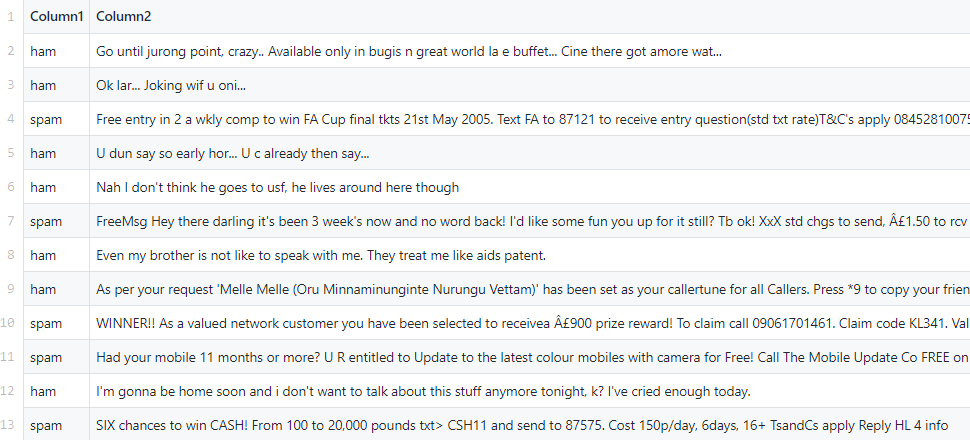 1 Column1 Column2
2 ham Go until jurong point, crazy.. Available only in bugis n great world la e buffet... Cine there got amore wat...
3 ham Ok lar... Joking wif u oni...
4 spam Free entry in 2 a wkly comp to win FA Cup final tkts 21st May 2005. Text FA to 87121 to receive entry question(std txt rate)T&C's apply 08452810075
5 ham U dun say so early hor... U c already then say...
6 ham Nah I don't think he goes to usf, he lives around here though
7 spam FreeMsg Hey there darling it's been 3 week's now and no word back! I'd like some fun you up for it still? Tb ok! XxX std chgs to send, Â£1.50 to rcv
8 ham Even my brother is not like to speak with me. They treat me like aids patent.
9 ham As per your request 'Melle Melle (Oru Minnaminunginte Nurungu Vettam)' has been set as your callertune for all Callers. Press *9 to copy your frien
10 spam WINNER!! As a valued network customer you have been selected to receivea Â£900 prize reward! To claim call 09061701461. Claim code KL341. Val
11 spam Had your mobile 11 months or more? U R entitled to Update to the latest colour mobiles with camera for Free! Call The Mobile Update Co FREE on
12 ham I'm gonna be home soon and i don't want to talk about this stuff anymore tonight, k? I've cried enough today.
13 spam SIX chances to win CASH! From 100 to 20,000 pounds txt> CSH11 and send to 87575. Cost 150p/day, 6days, 16+ TsandCs apply Reply HL 4 info